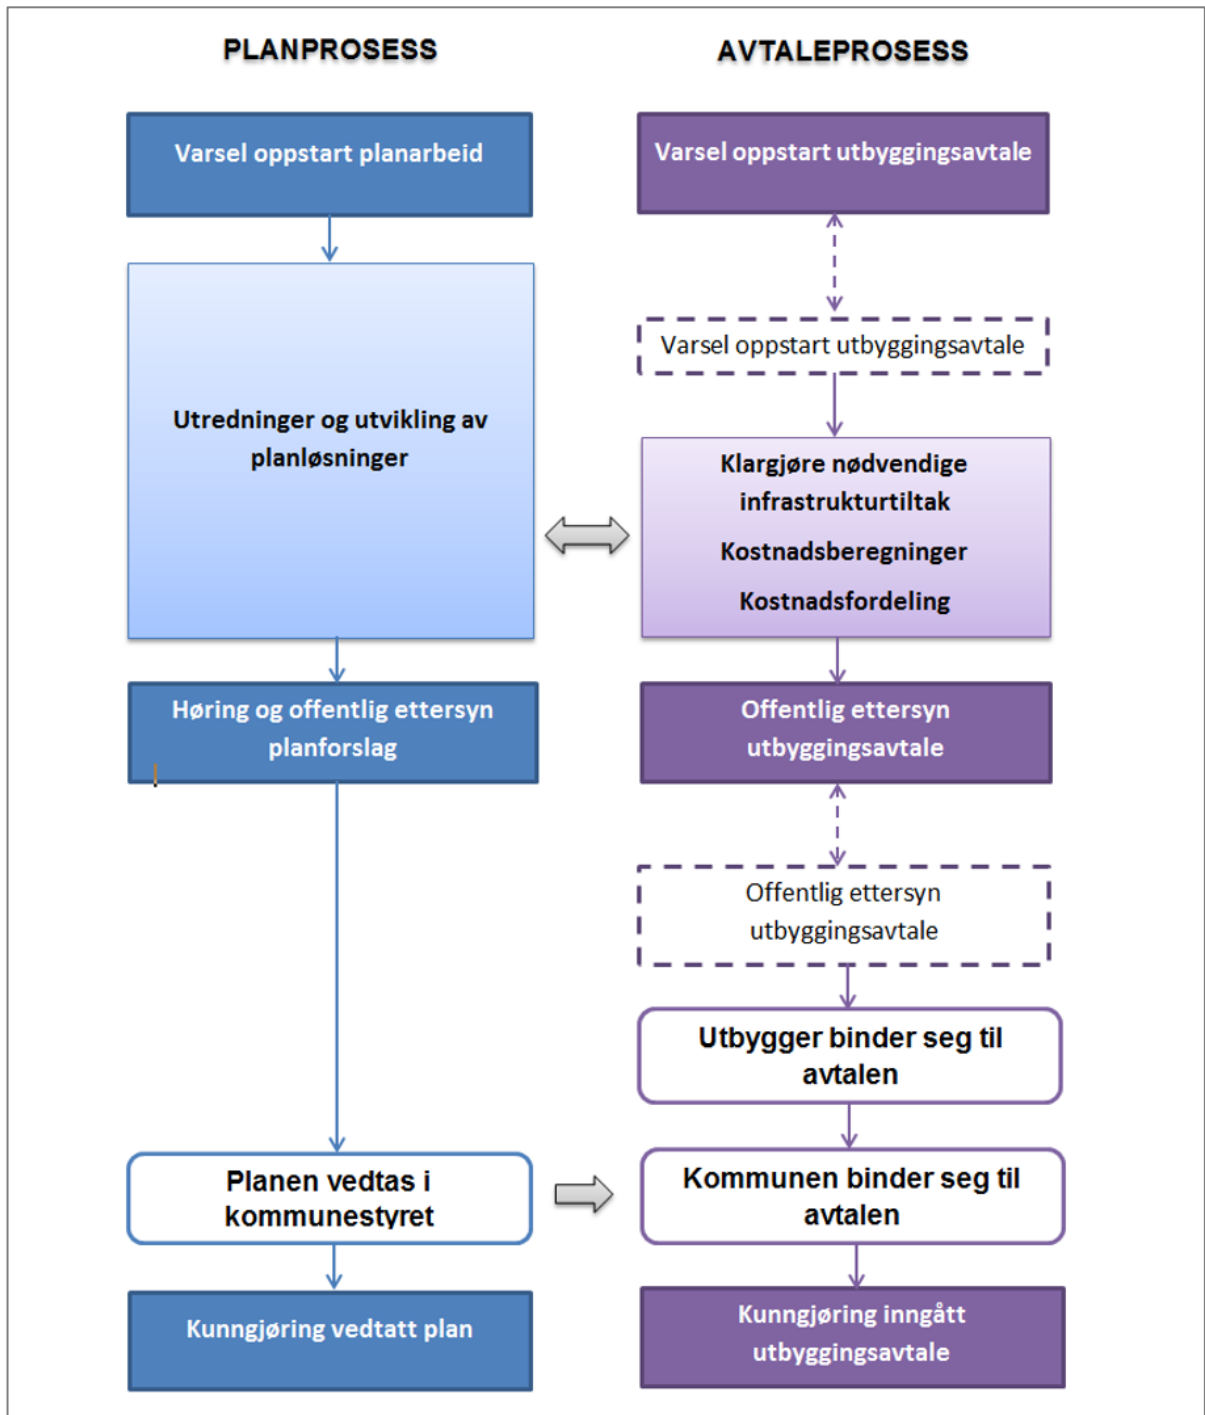 PLANPROSESS
Varsel oppstart planarbeid
Utredninger og utvikling av
planløsninger
Høring og offentlig ettersyn
planforslag
Planen vedtas i
kommunestyret
Kunngjøring vedtatt plan
AVTALEPROSESS
Varsel oppstart utbyggingsavtale
Varsel oppstart utbyggingsavtale
Klargjøre nødvendige
infrastrukturtiltak
Kostnadsberegninger
Kostnadsfordeling
Offentlig ettersyn
utbyggingsavtale
Offentlig ettersyn
utbyggingsavtale
Utbygger binder seg til
avtalen
Kommunen binder seg til
avtalen
Kunngjøring inngått
utbyggingsavtale